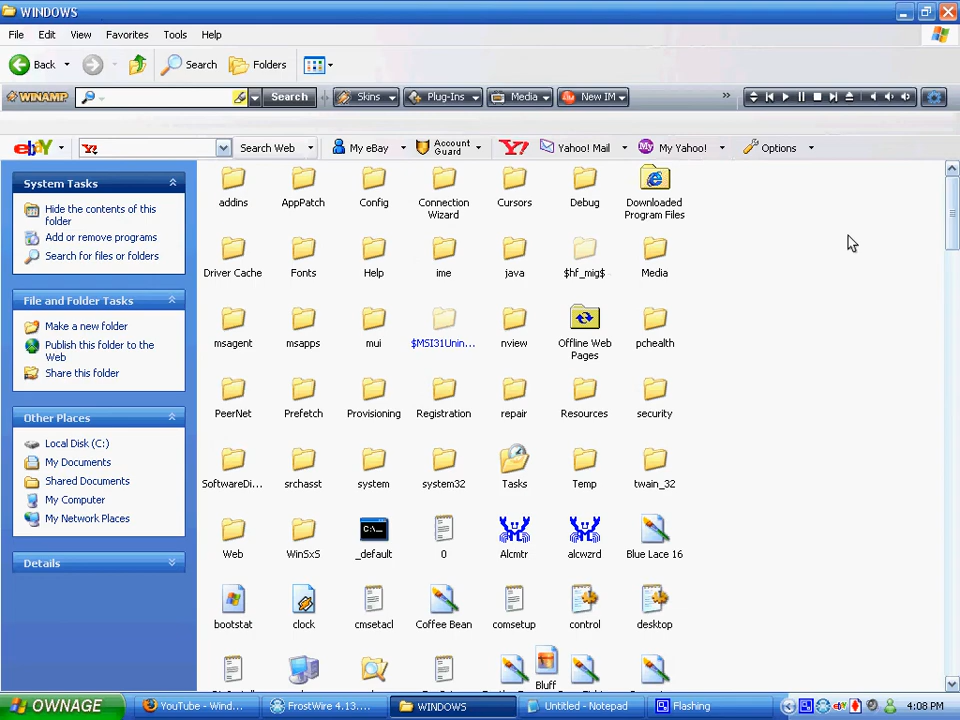 WINDOWS
File Edit View Favorites Tools Help
Back Search Folders
WINAMP Search Skins Plug-Ins Media New IM »
ebY Y! Search Web My eBay Account Guard Y! Yahoo! Mail My Yahoo! Options
System Tasks
Hide the contents of this
folder
Add or remove programs
Search for files or folders
File and Folder Tasks
Make a new folder
Publish this folder to the
Web
Share this folder
Other Places
Local Disk (C:)
My Documents
Shared Documents
My Computer
My Network Places
Details
addins AppPatch Config Connection Wizard Cursors Debug Downloaded Program Files
Driver Cache Fonts Help ime java $hf_mig$ Media
msagent msapps mui $MSI31Unin... nview Offline Web Pages pchealth
PeerNet Prefetch Provisioning Registration repair Resources security
SoftwareDi... srchasst system system32 Tasks Temp twain_32
Web WinSxS _default 0 Alcmtr alcwzrd Blue Lace 16
bootstat clock cmsetacl Coffee Bean comsetup control desktop
Bluff
OWNAGE YouTube - Wind... FrostWire 4.13.... WINDOWS Untitled - Notepad Flashing 4:08 PM